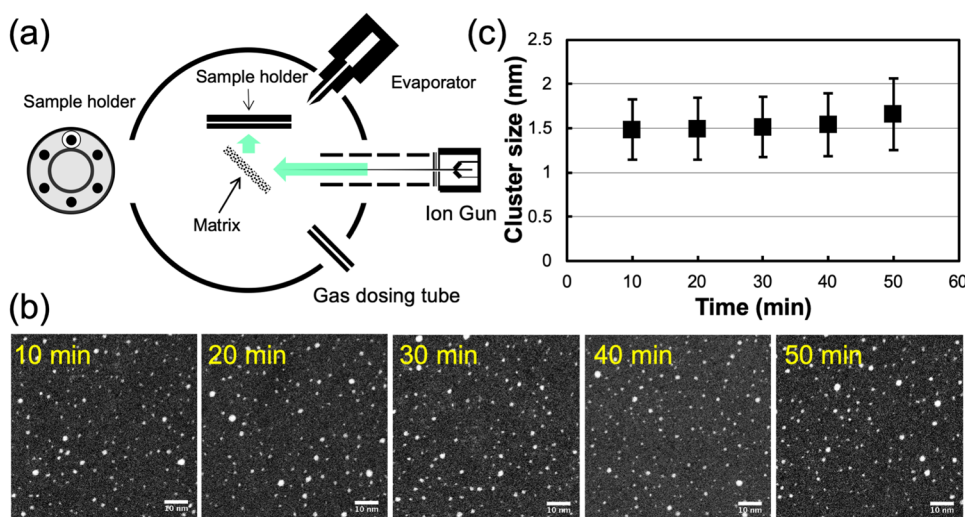 (a)
Sample holder
Sample holder
Evaporator
Matrix
Ion Gun
Gas dosing tube
(c)
Cluster size (nm)
2.5
2
1.5
1
0.5
0
0
10
20
30
40
50
60
Time (min)
(b)
10 min
20 min
30 min
40 min
50 min
10 nm
10 nm
10 nm
10 nm
10 nm